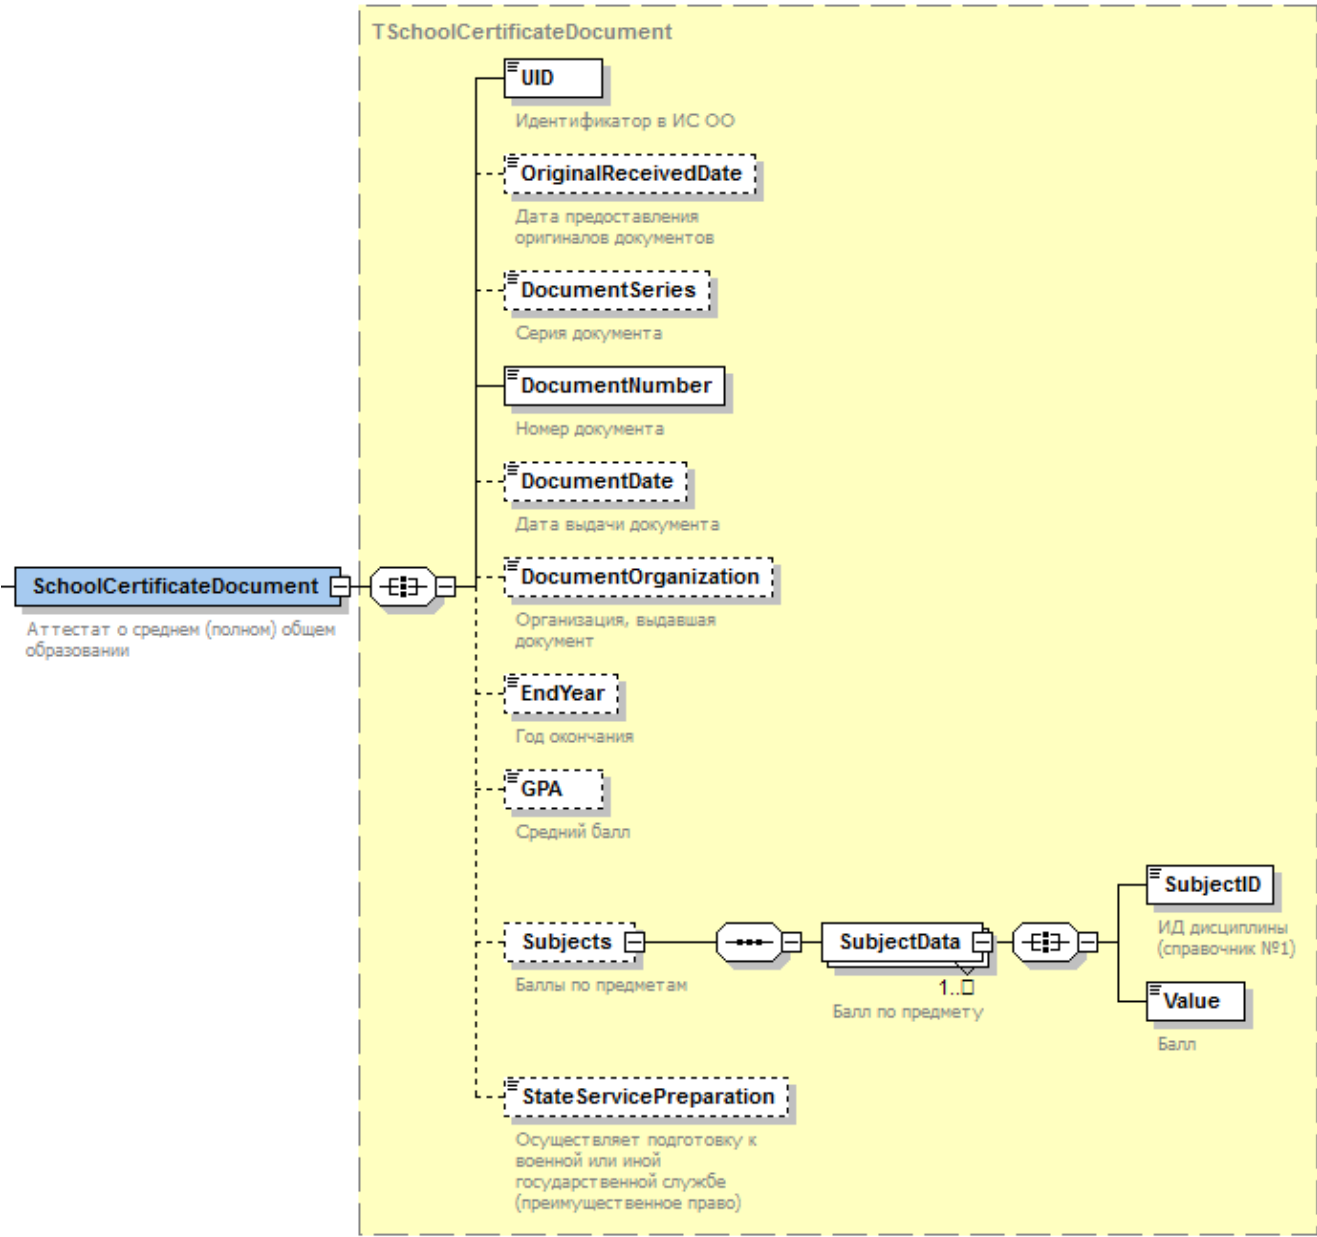 TSchoolCertificateDocument
UID
Идентификатор в ИС ОО
OriginalReceivedDate
Дата предоставления
оригиналов документов
DocumentSeries
Серия документа
DocumentNumber
Номер документа
DocumentDate
Дата выдачи документа
DocumentOrganization
Организация, выдавшая
документ
SchoolCertificateDocument
Аттестат о среднем (полном) общем
образовании
EndYear
Год окончания
GPA
Средний балл
Subjects
Баллы по предметам
SubjectData
1..□
Балл по предмету
SubjectID
ИД дисциплины
(справочник №1)
Value
Балл
StateServicePreparation
Осуществляет подготовку к
военной или иной
государственной службе
(преимущественное право)